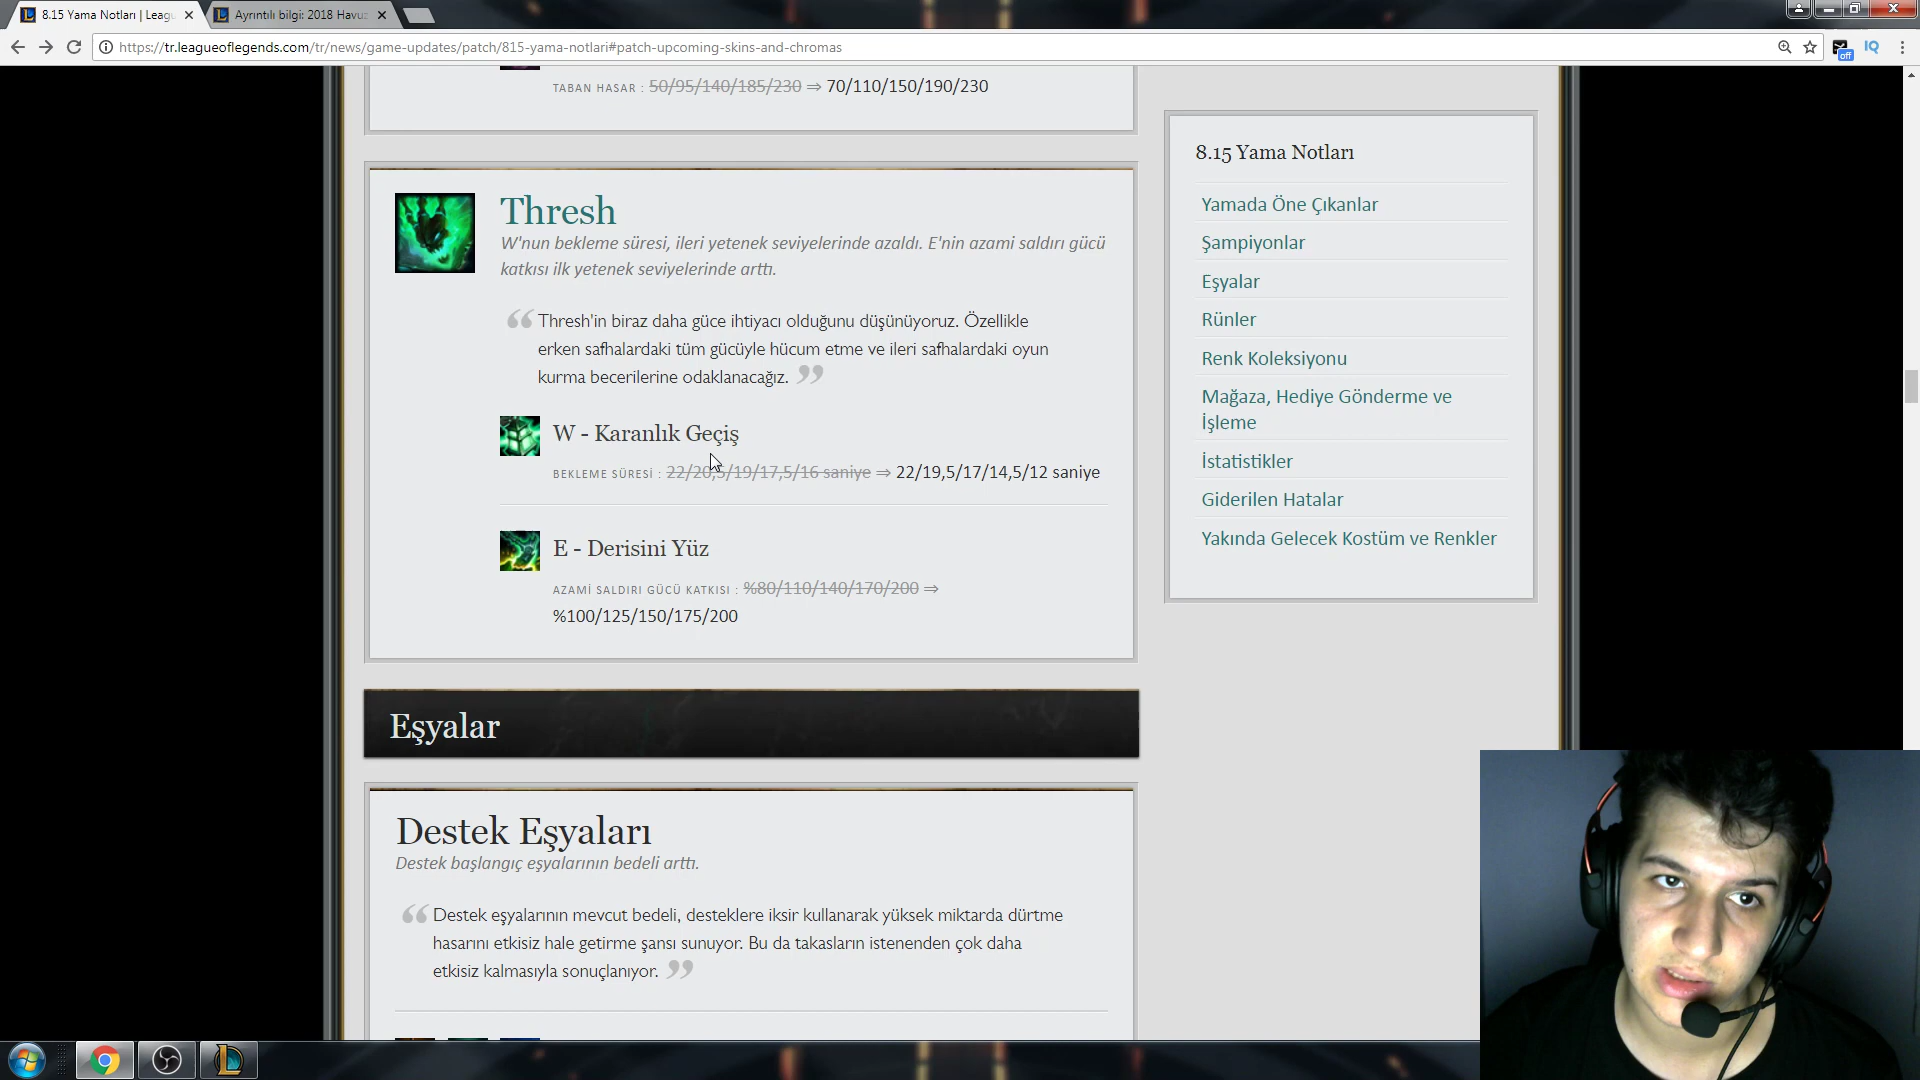 8.15 Yama Notları | Leag
Ayrıntılı bilgi: 2018 Havuz
https://tr.leagueoflegends.com/tr/news/game-updates/patch/815-yama-notlari#patch-upcoming-skins-and-chromas
off
IQ
TABAN HASAR : 50/95/140/185/230 ⇒ 70/110/150/190/230
Thresh
W'nun bekleme süresi, ileri yetenek seviyelerinde azaldı. E'nin azami saldırı gücü
katkısı ilk yetenek seviyelerinde arttı.
“ Thresh'in biraz daha güce ihtiyacı olduğunu düşünüyoruz. Özellikle
erken safhalardaki tüm gücüyle hücum etme ve ileri safhalardaki oyun
kurma becerilerine odaklanacağız. ”
W - Karanlık Geçiş
BEKLEME SÜRESİ : 22/20,5/19/17,5/16 saniye ⇒ 22/19,5/17/14,5/12 saniye
E - Derisini Yüz
AZAMİ SALDIRI GÜCÜ KATKISI : %80/110/140/170/200 ⇒
%100/125/150/175/200
Eşyalar
Destek Eşyaları
Destek başlangıç eşyalarının bedeli arttı.
“ Destek eşyalarının mevcut bedeli, desteklere iksir kullanarak yüksek miktarda dürtme
hasarını etkisiz hale getirme şansı sunuyor. Bu da takasların istenenden çok daha
etkisiz kalmasıyla sonuçlanıyor. ”
8.15 Yama Notları
Yamada Öne Çıkanlar
Şampiyonlar
Eşyalar
Rünler
Renk Koleksiyonu
Mağaza, Hediye Gönderme ve
İşleme
İstatistikler
Giderilen Hatalar
Yakında Gelecek Kostüm ve Renkler